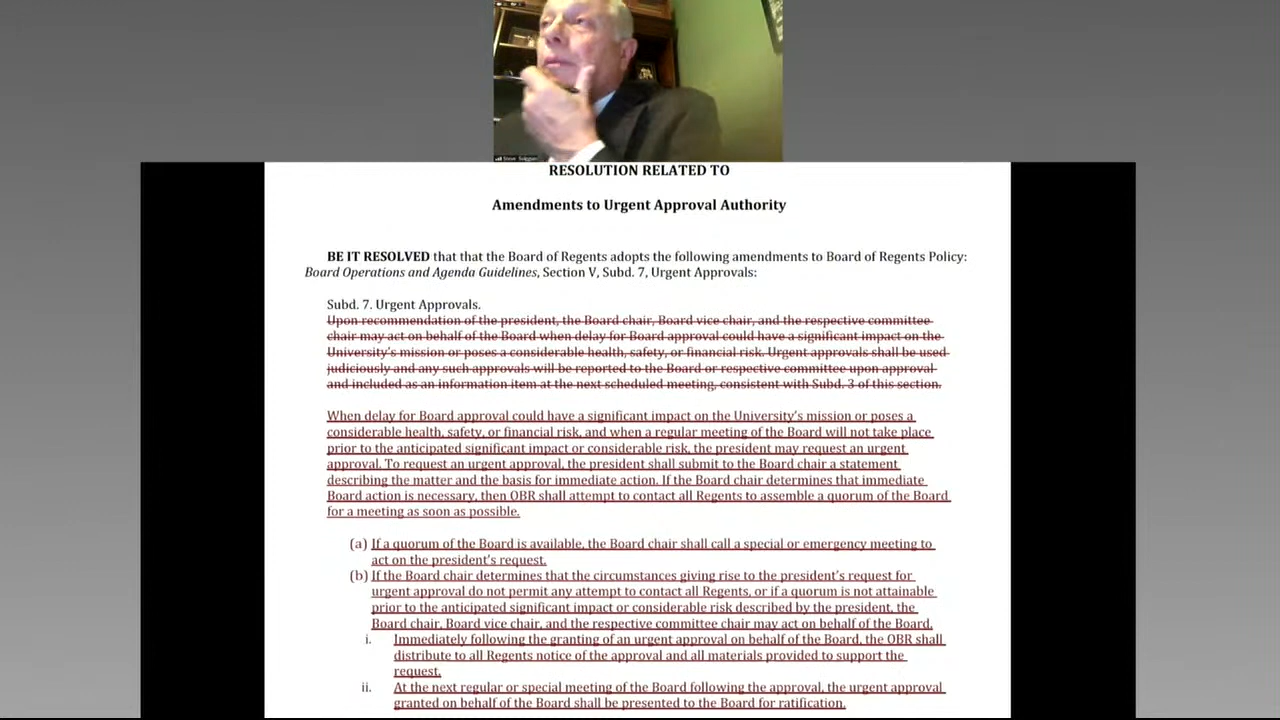 Steve Sviggum
RESOLUTION RELATED TO
Amendments to Urgent Approval Authority
BE IT RESOLVED that that the Board of Regents adopts the following amendments to Board of Regents Policy:
Board Operations and Agenda Guidelines, Section V, Subd. 7, Urgent Approvals:
Subd. 7. Urgent Approvals.
Upon recommendation of the president, the Board chair, Board vice chair, and the respective committee
chair may act on behalf of the Board when delay for Board approval could have a significant impact on the
University's mission or poses a considerable health, safety, or financial risk. Urgent approvals shall be used
judiciously and any such approvals will be reported to the Board or respective committee upon approval
and included as an information item at the next scheduled meeting, consistent with Subd. 3 of this section.
When delay for Board approval could have a significant impact on the University's mission or poses a
considerable health, safety, or financial risk, and when a regular meeting of the Board will not take place
prior to the anticipated significant impact or considerable risk, the president may request an urgent
approval. To request an urgent approval, the president shall submit to the Board chair a statement
describing the matter and the basis for immediate action. If the Board chair determines that immediate
Board action is necessary, then OBR shall attempt to contact all Regents to assemble a quorum of the Board
for a meeting as soon as possible.
(a) If a quorum of the Board is available, the Board chair shall call a special or emergency meeting to
act on the president's request.
(b) If the Board chair determines that the circumstances giving rise to the president's request for
urgent approval do not permit any attempt to contact all Regents, or if a quorum is not attainable
prior to the anticipated significant impact or considerable risk described by the president, the
Board chair, Board vice chair, and the respective committee chair may act on behalf of the Board.
i. Immediately following the granting of an urgent approval on behalf of the Board, the OBR shall
distribute to all Regents notice of the approval and all materials provided to support the
request.
ii. At the next regular or special meeting of the Board following the approval, the urgent approval
granted on behalf of the Board shall be presented to the Board for ratification.